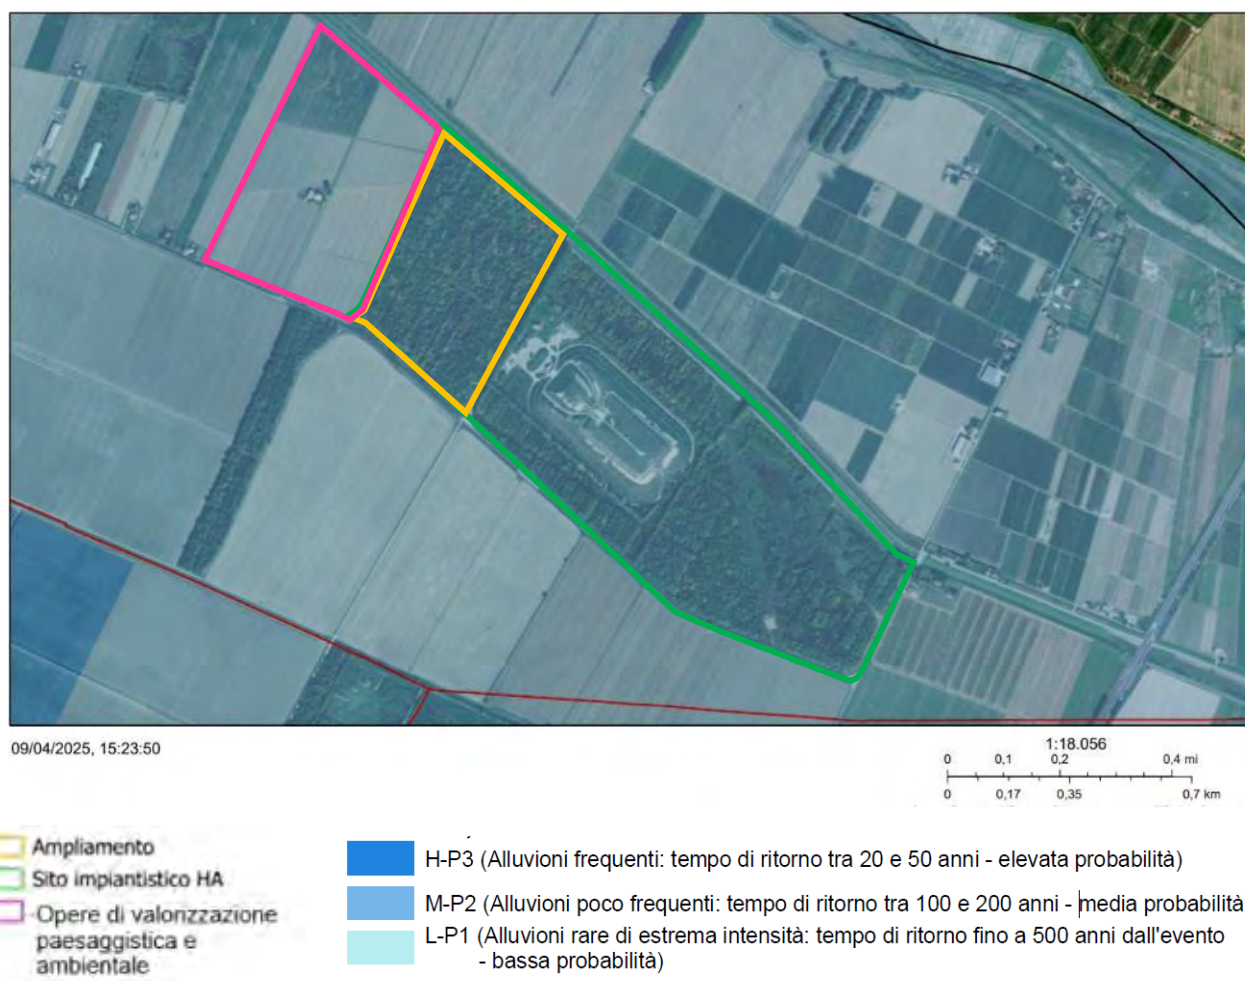 09/04/2025, 15:23:50
1:18.056
0 0,1 0,2 0,4 mi
0 0,17 0,35 0,7 km
Ampliamento
Sito impiantistico HA
Opere di valorizzazione
paesaggistica e
ambientale
H-P3 (Alluvioni frequenti: tempo di ritorno tra 20 e 50 anni - elevata probabilità)
M-P2 (Alluvioni poco frequenti: tempo di ritorno tra 100 e 200 anni - media probabilità
L-P1 (Alluvioni rare di estrema intensità: tempo di ritorno fino a 500 anni dall'evento
- bassa probabilità)